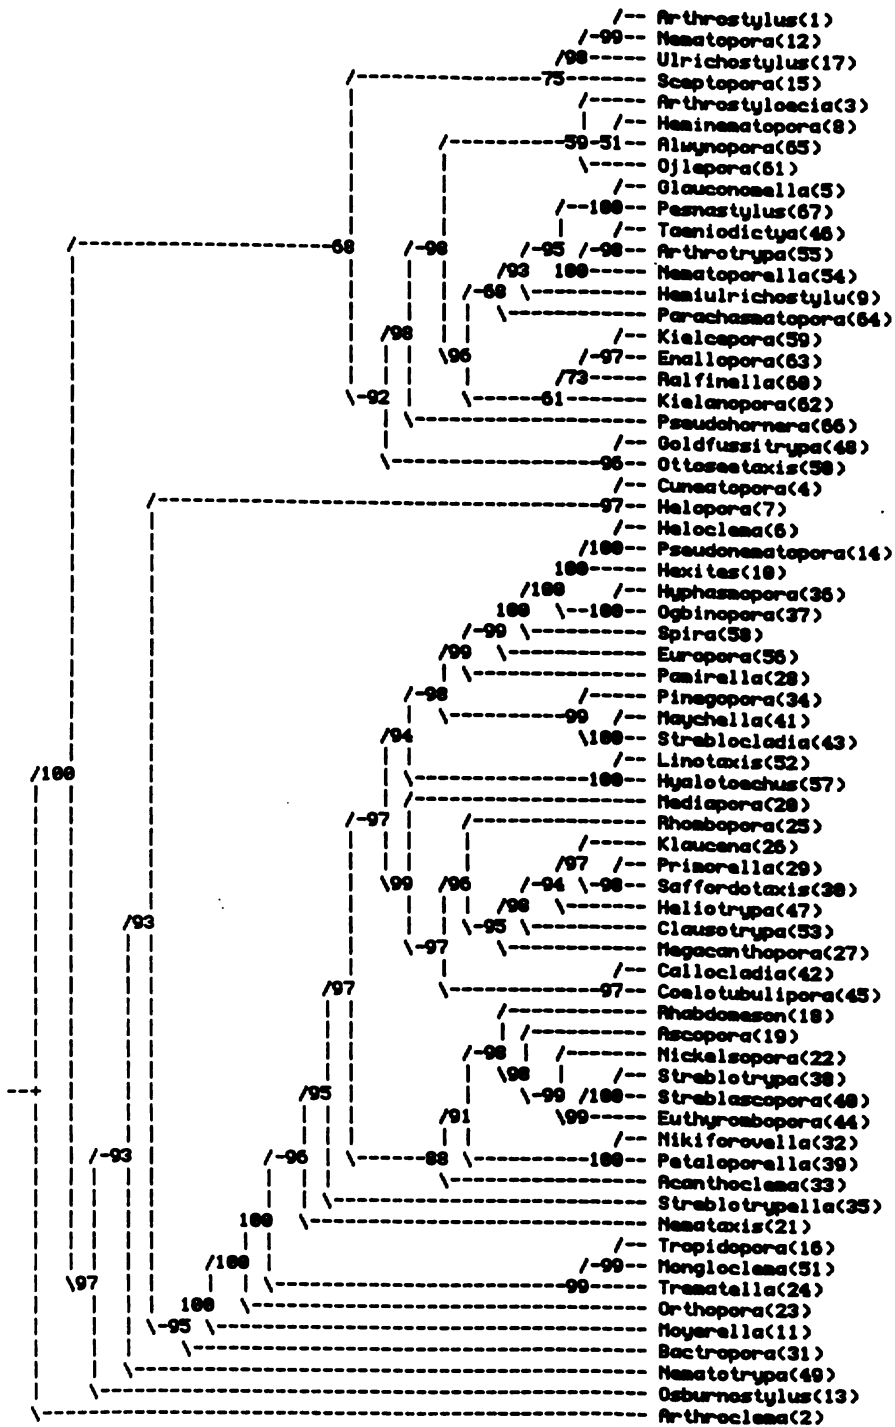 Arthrostylus(1)
99 Nematopora(12)
98 Ulrichostylus(17)
75 Sceptopora(15)
Arthrostyloecia(3)
Heminematopora(8)
59 51 Alwynopora(65)
Ojlepora(61)
Glauconomella(5)
100 Pesnastylus(67)
Taeniodictya(46)
68 98 95 98 Arthrotrypa(55)
93 100 Nematoporella(54)
68 Hemiulrichostylu(9)
Parachasmatopora(64)
98 Kielcepora(59)
96 97 Enallopora(63)
73 Ralfinella(60)
92 61 Kielanopora(62)
Pseudohornera(66)
Goldfussitrypa(48)
96 Ottoseetaxis(50)
Cuneatopora(4)
97 Helopora(7)
Heloclema(6)
100 Pseudonematopora(14)
100 Hexites(10)
100 Hyphasmopora(36)
100 100 Ogbinopora(37)
99 Spira(58)
99 Europora(56)
Pamirella(28)
98 Pinegopora(34)
99 Maychella(41)
94 100 Streblocladia(43)
Linotaxis(52)
100 100 Hyalotoechus(57)
Mediapora(20)
97 Rhombopora(25)
Klaucena(26)
97 Primorella(29)
99 96 94 98 Saffordotaxis(30)
98 Heliotrypa(47)
93 95 Clausotrypa(53)
97 Megacanthopora(27)
Callocladia(42)
97 97 Coelotubulipora(45)
Rhabdomeson(18)
Ascopora(19)
98 Nickelsopora(22)
98 Streblotrypa(38)
95 99 100 Streblascopora(40)
91 99 Euthyrombopora(44)
Nikiforovella(32)
93 96 88 100 Petaloporella(39)
Acanthoclema(33)
Streblotrypella(35)
100 Nemataxis(21)
Tropidopora(16)
100 99 Mongloclema(51)
97 99 Trematella(24)
100 Orthopora(23)
95 Moyerella(11)
Bactropora(31)
Nematotrypa(49)
Osburnostylus(13)
Arthroclema(2)